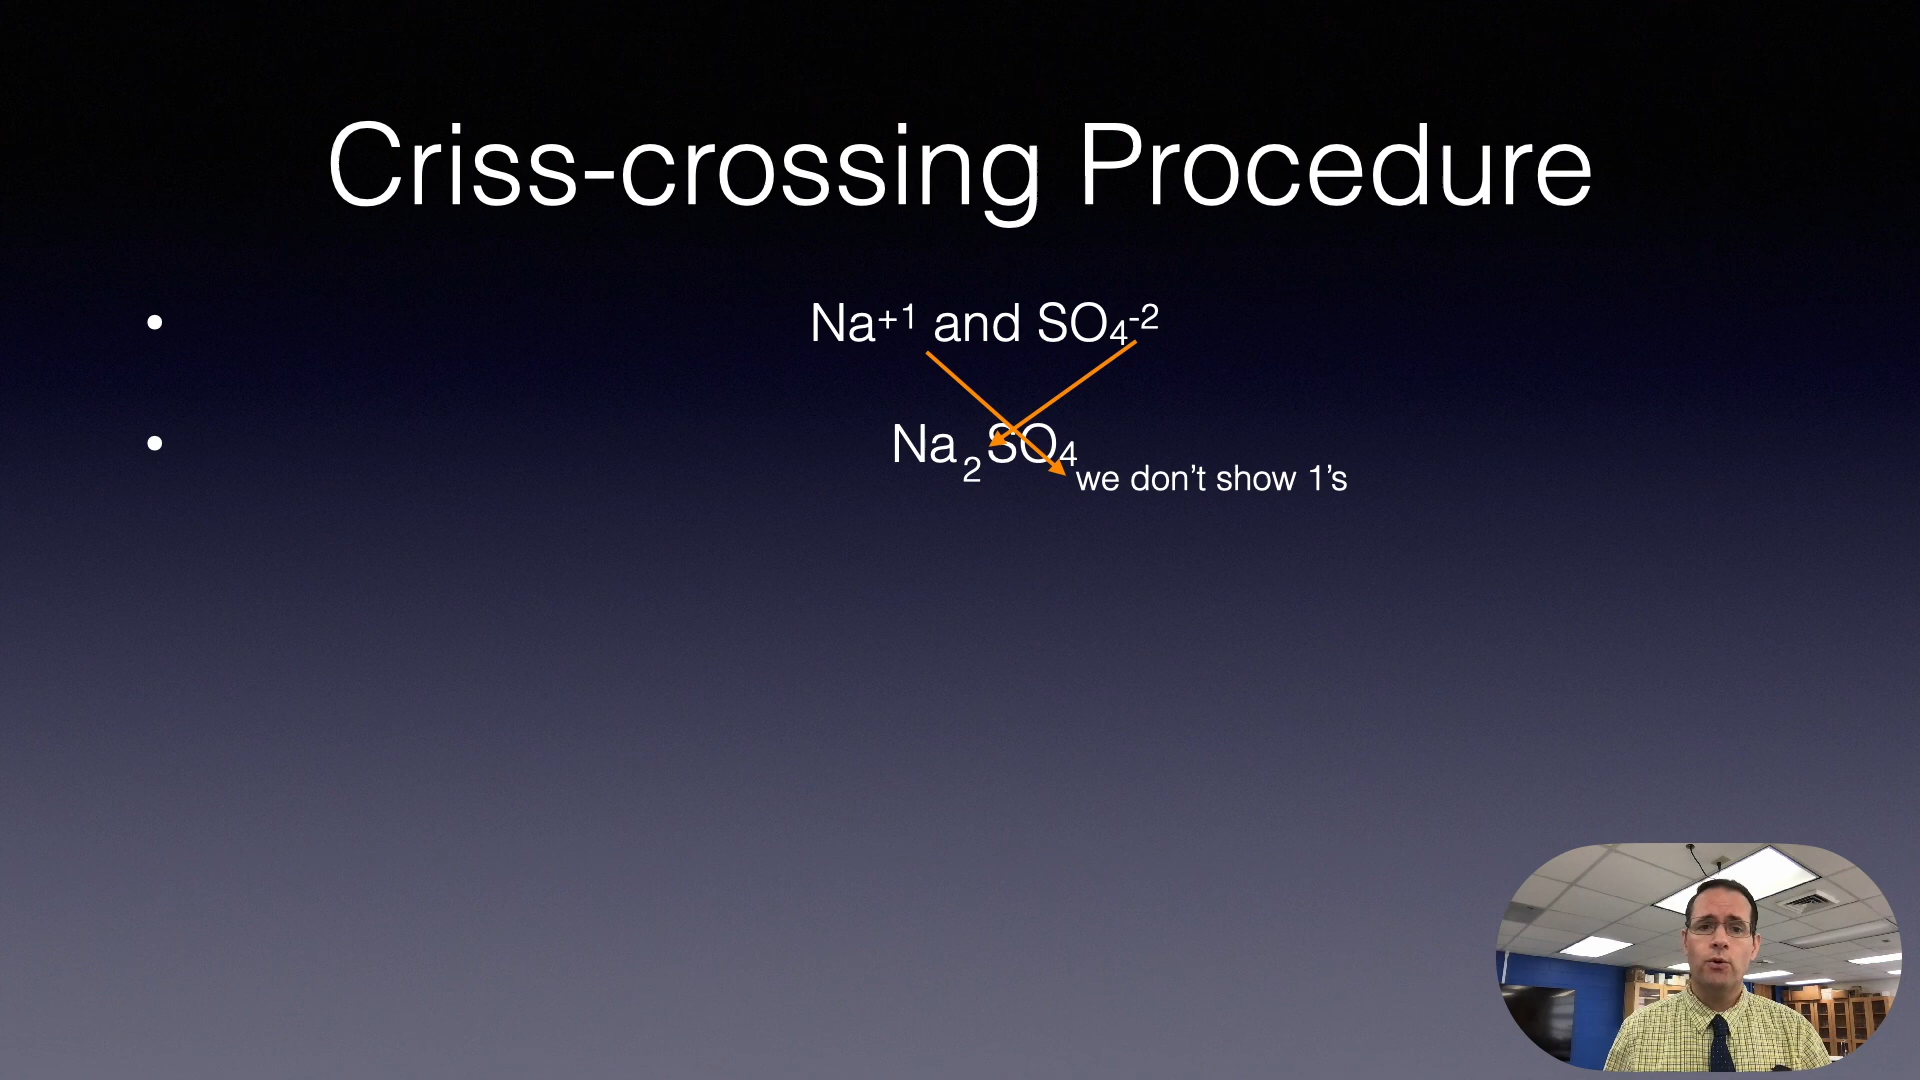 Criss-crossing Procedure
• Na⁺¹ and SO₄⁻²
• Na₂SO₄
we don’t show 1’s